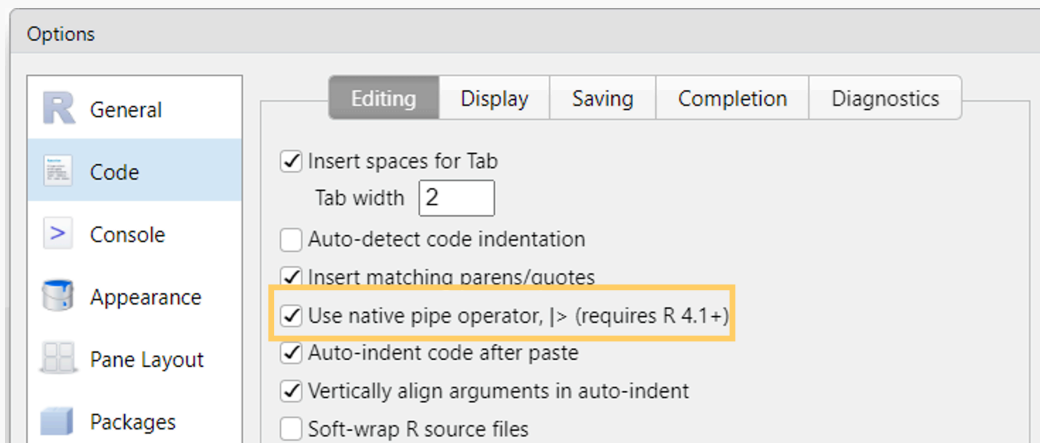 Options
General
Code
Console
Appearance
Pane Layout
Packages
Editing Display Saving Completion Diagnostics
Insert spaces for Tab
Tab width 2
Auto-detect code indentation
Insert matching parens/quotes
Use native pipe operator, |> (requires R 4.1+)
Auto-indent code after paste
Vertically align arguments in auto-indent
Soft-wrap R source files